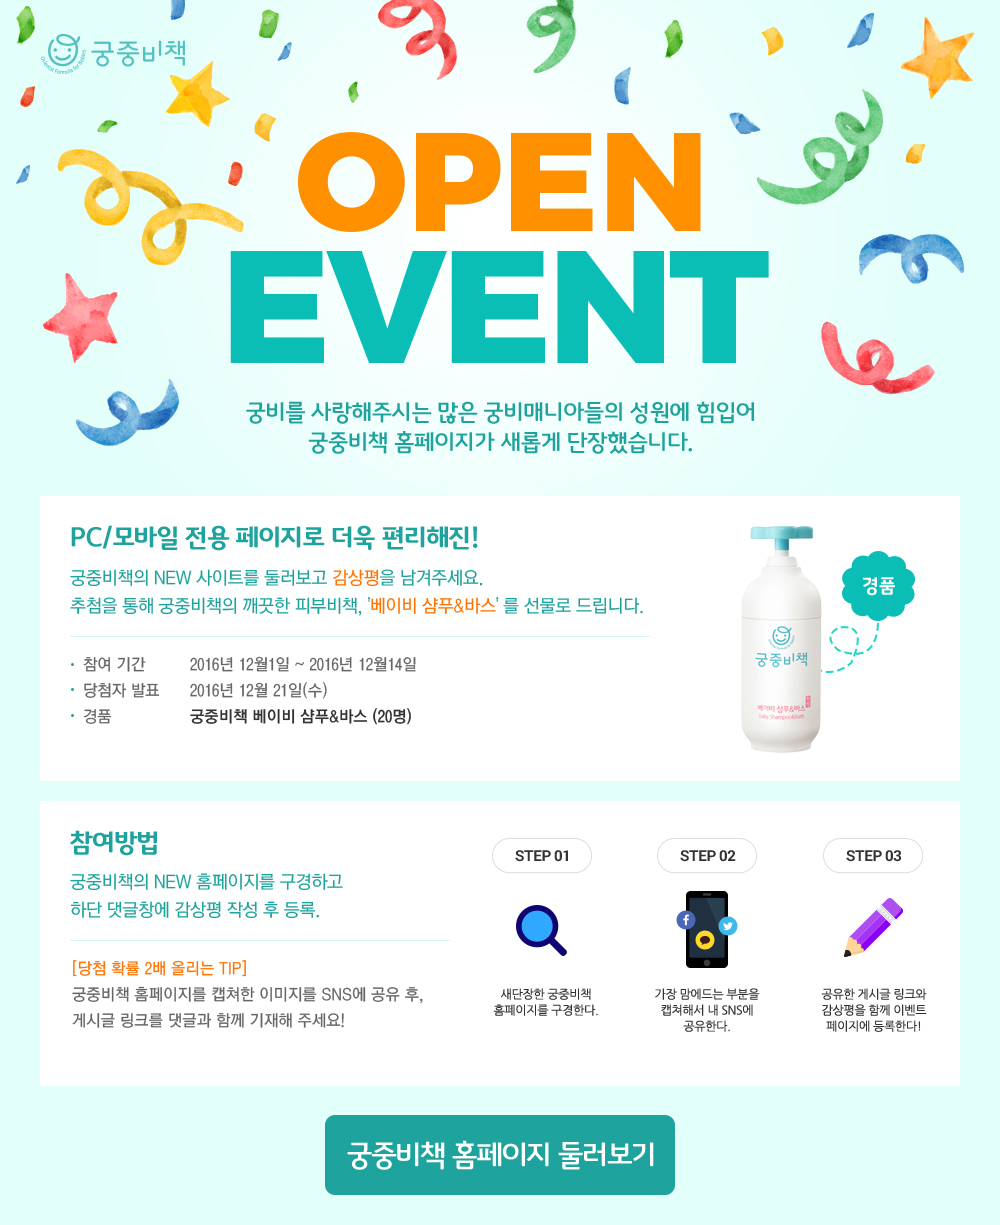 궁중비책
Oriental Formula for Babies
OPEN
EVENT
궁비를 사랑해주시는 많은 궁비매니아들의 성원에 힘입어
궁중비책 홈페이지가 새롭게 단장했습니다.
PC/모바일 전용 페이지로 더욱 편리해진!
궁중비책의 NEW 사이트를 둘러보고 감상평을 남겨주세요.
추첨을 통해 궁중비책의 깨끗한 피부비책, '베이비 샴푸&바스' 를 선물로 드립니다.
· 참여 기간 2016년 12월1일 ~ 2016년 12월14일
· 당첨자 발표 2016년 12월 21일(수)
· 경품 궁중비책 베이비 샴푸&바스 (20명)
경품
궁중비책
베이비 샴푸&바스
Baby Shampoo&Bath
참여방법
궁중비책의 NEW 홈페이지를 구경하고
하단 댓글창에 감상평 작성 후 등록.
[당첨 확률 2배 올리는 TIP]
궁중비책 홈페이지를 캡쳐한 이미지를 SNS에 공유 후,
게시글 링크를 댓글과 함께 기재해 주세요!
STEP 01
새단장한 궁중비책
홈페이지를 구경한다.
STEP 02
가장 맘에드는 부분을
캡쳐해서 내 SNS에
공유한다.
STEP 03
공유한 게시글 링크와
감상평을 함께 이벤트
페이지에 등록한다!
궁중비책 홈페이지 둘러보기